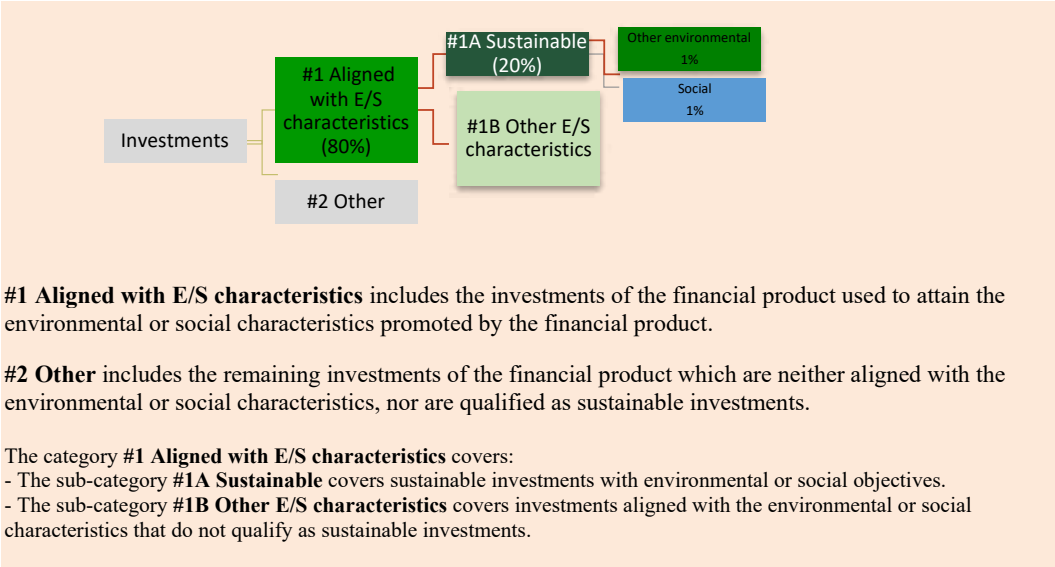 Investments
#1 Aligned
with E/S
characteristics
(80%)
#2 Other
#1A Sustainable
(20%)
#1B Other E/S
characteristics
Other environmental
1%
Social
1%
#1 Aligned with E/S characteristics includes the investments of the financial product used to attain the
environmental or social characteristics promoted by the financial product.
#2 Other includes the remaining investments of the financial product which are neither aligned with the
environmental or social characteristics, nor are qualified as sustainable investments.
The category #1 Aligned with E/S characteristics covers:
- The sub-category #1A Sustainable covers sustainable investments with environmental or social objectives.
- The sub-category #1B Other E/S characteristics covers investments aligned with the environmental or social
characteristics that do not qualify as sustainable investments.